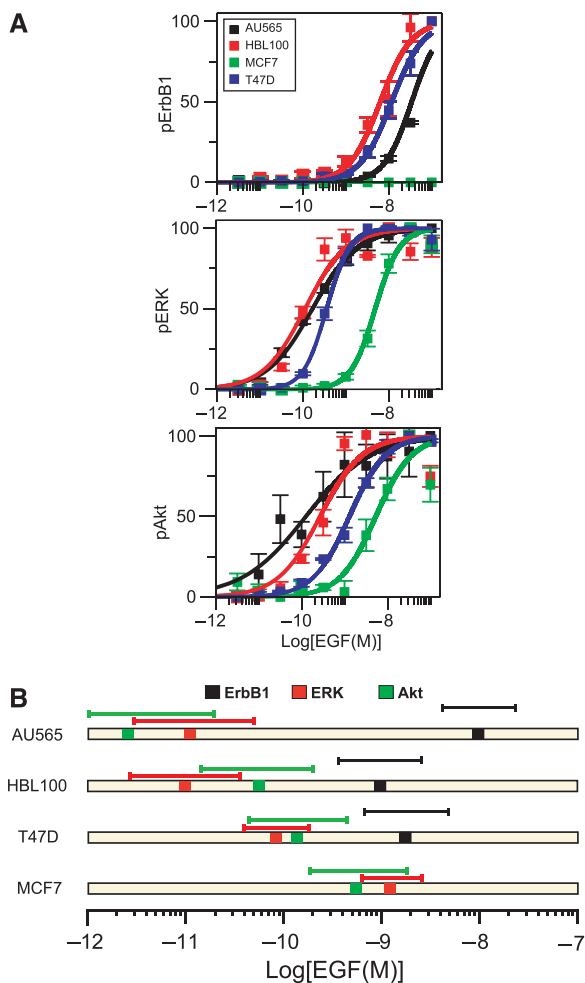 A
100
50
0
pErbB1
AU565
HBL100
MCF7
T47D
−12
−10
−8
100
50
0
pERK
−12
−10
−8
100
50
0
pAkt
−12
−10
−8
Log[EGF(M)]
B
ErbB1
ERK
Akt
AU565
HBL100
T47D
MCF7
−12
−11
−10
−9
−8
−7
Log[EGF(M)]